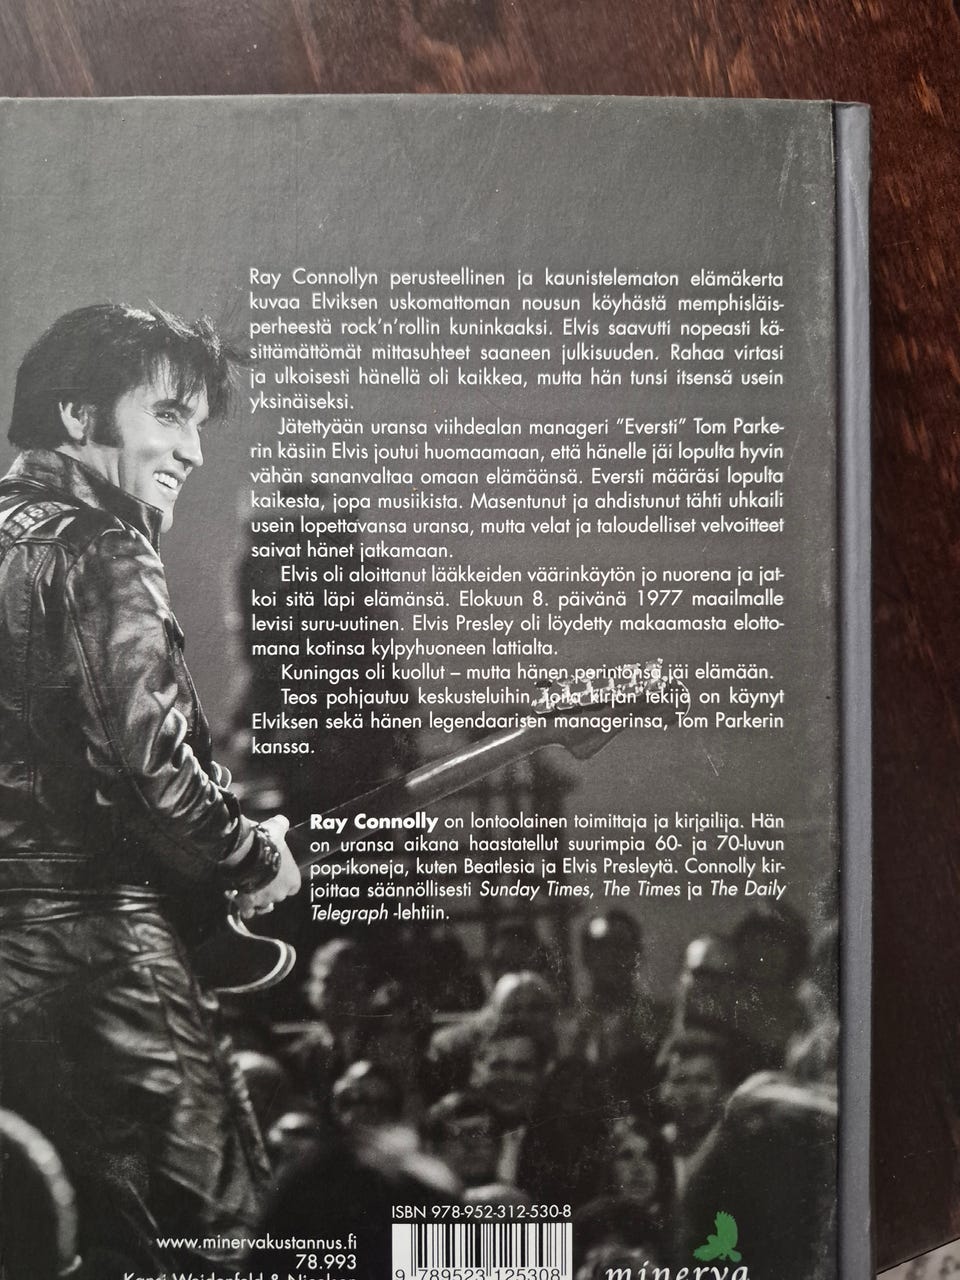 Ray Connollyn perusteellinen ja kaunistelematon elämäkerta
kuvaa Elviksen uskomattoman nousun köyhästä memphisläis-
perheestä rock'n'rollin kuninkaaksi. Elvis saavutti nopeasti kä-
sittämättömät mittasuhteet saaneen julkisuuden. Rahaa virtasi
ja ulkoisesti hänellä oli kaikkea, mutta hän tunsi itsensä usein
yksinäiseksi.
Jätettyään uransa viihdealan manageri "Eversti" Tom Parke-
rin käsiin Elvis joutui huomaamaan, että hänelle jäi lopulta hyvin
vähän sananvaltaa omaan elämäänsä. Eversti määräsi lopulta
kaikesta, jopa musiikista. Masentunut ja ahdistunut tähti uhkaili
usein lopettavansa uransa, mutta velat ja taloudelliset velvoitteet
saivat hänet jatkamaan.
Elvis oli aloittanut lääkkeiden väärinkäytön jo nuorena ja jat-
koi sitä läpi elämänsä. Elokuun 8. päivänä 1977 maailmalle
levisi suru-uutinen. Elvis Presley oli löydetty makaamasta elotto-
mana kotinsa kylpyhuoneen lattialta.
Kuningas oli kuollut – mutta hänen perintönsä jäi elämään.
Teos pohjautuu keskusteluihin, joita kirjan tekijä on käynyt
Elviksen sekä hänen legendaarisen managerinsa, Tom Parkerin
kanssa.
Ray Connolly on lontoolainen toimittaja ja kirjailija. Hän
on uransa aikana haastatellut suurimpia 60- ja 70-luvun
pop-ikoneja, kuten Beatlesia ja Elvis Presleytä. Connolly kir-
joittaa säännöllisesti Sunday Times, The Times ja The Daily
Telegraph -lehtiin.
ISBN 978-952-312-530-8
www.minervakustannus.fi
78.993
Kansi Weidenfeld & Nicolson
9 789523 125308
minerva